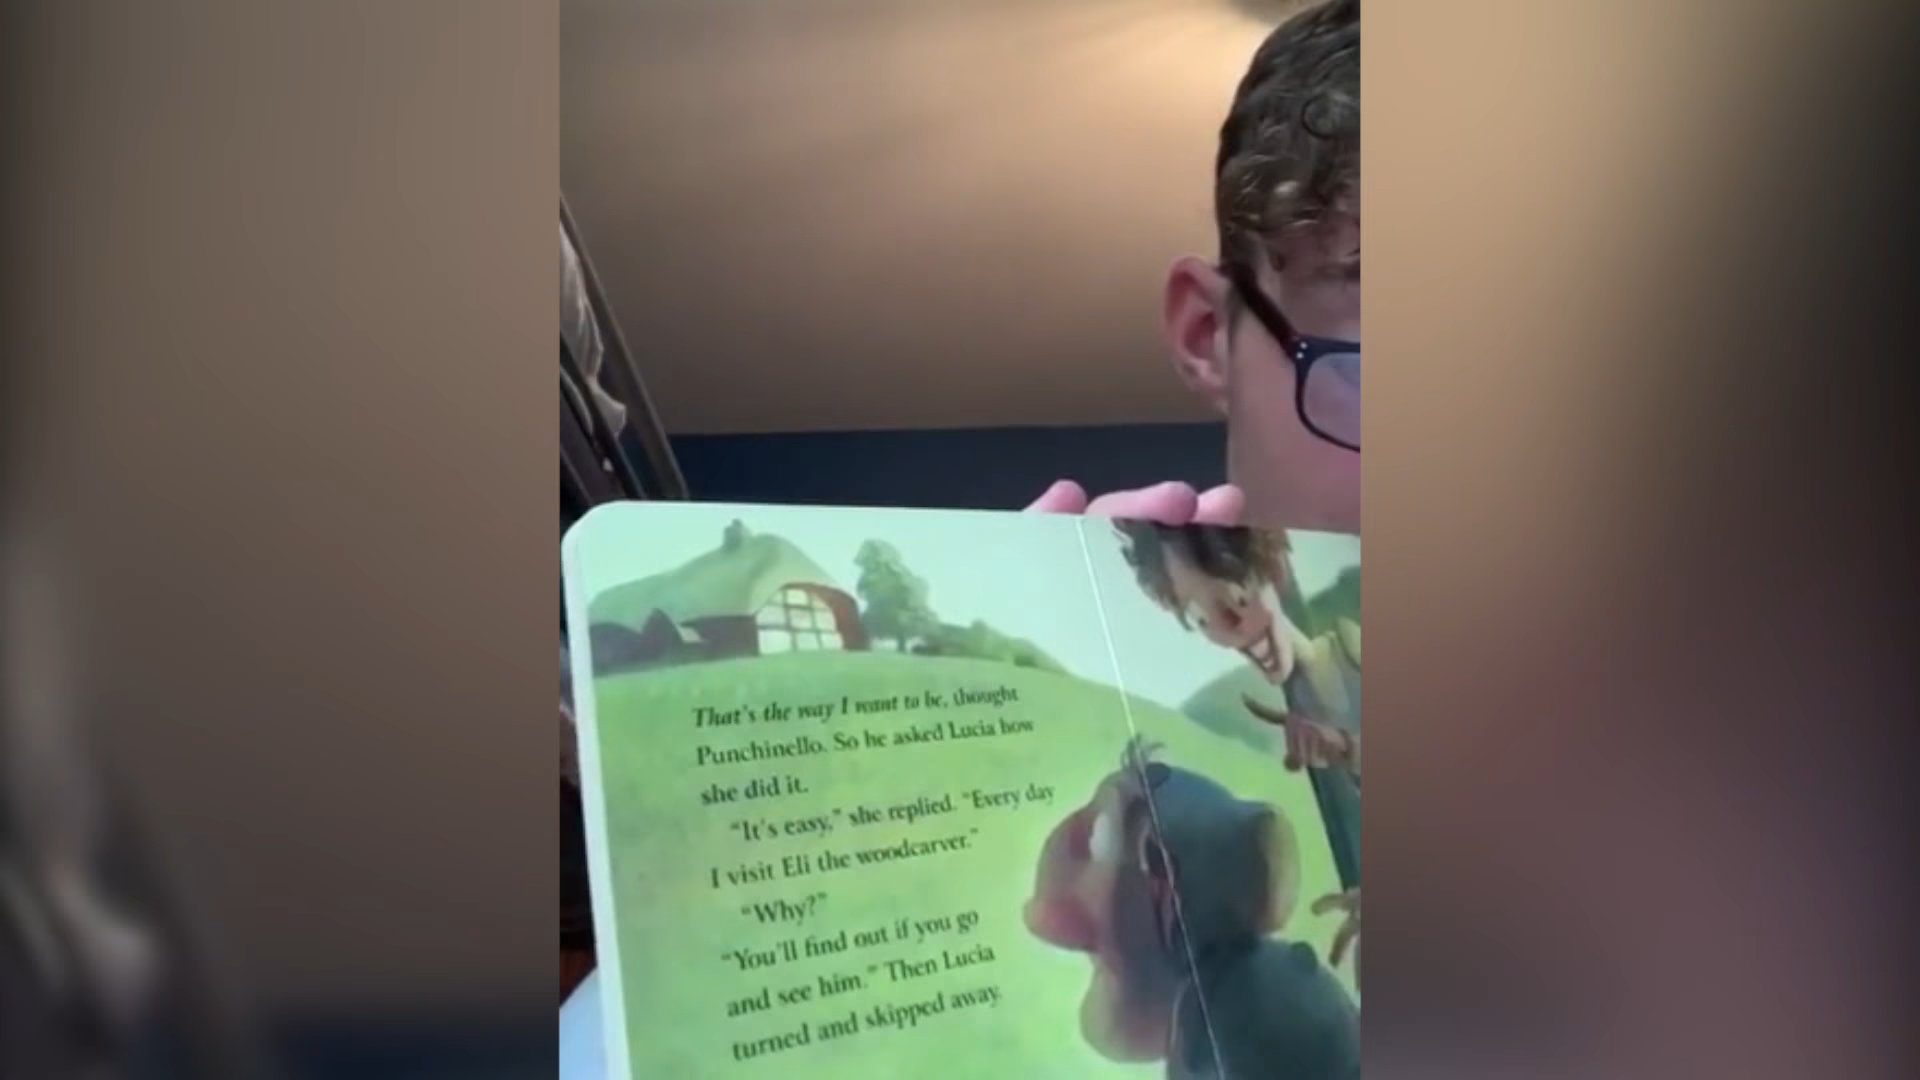 That's the way I want to be, thought
Punchinello. So he asked Lucia how
she did it.
"It's easy," she replied. "Every day
I visit Eli the woodcarver."
"Why?"
"You'll find out if you go
and see him." Then Lucia
turned and skipped away.